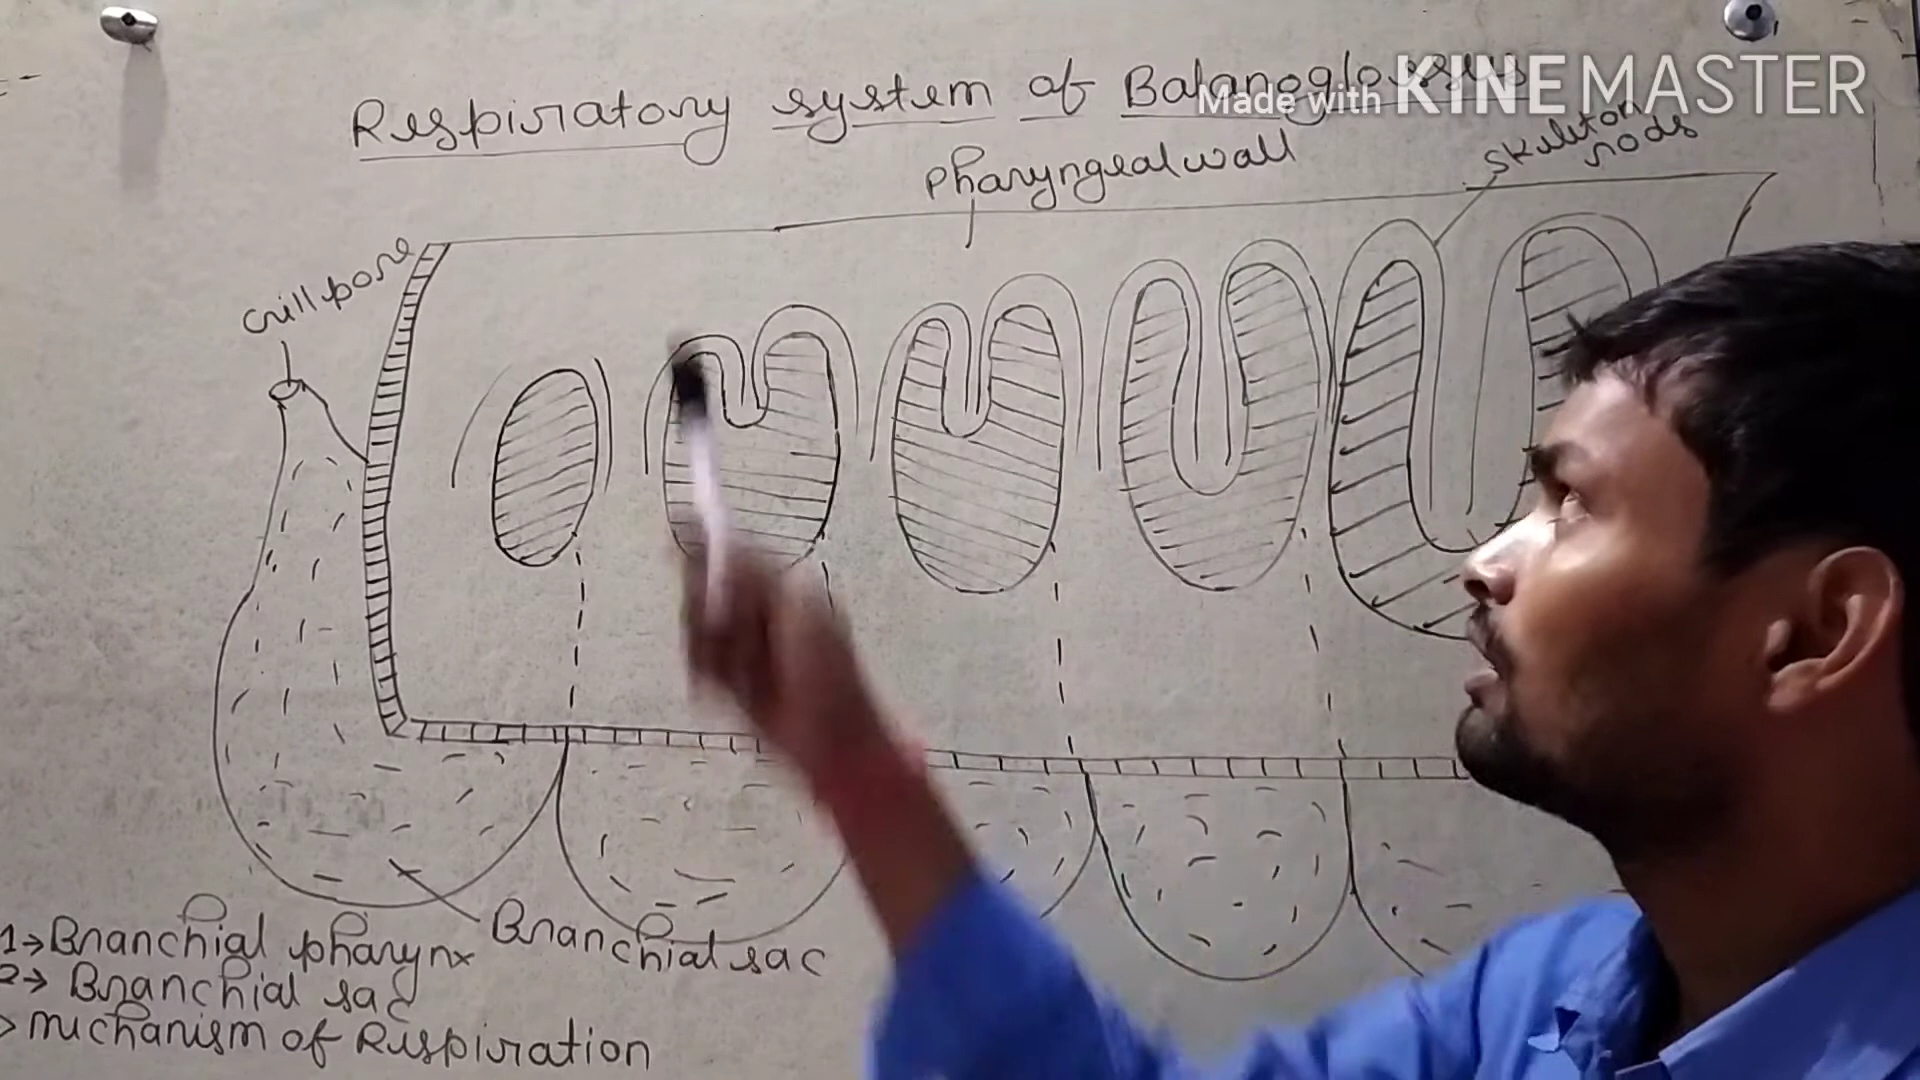 Respiratory system of Balanoglossus
Made with KINEMASTER
Pharyngeal wall
Skeleton
rods
Gill pore
Branchial sac
1→ Branchial pharynx
2→ Branchial sac
→ michanism of Respiration